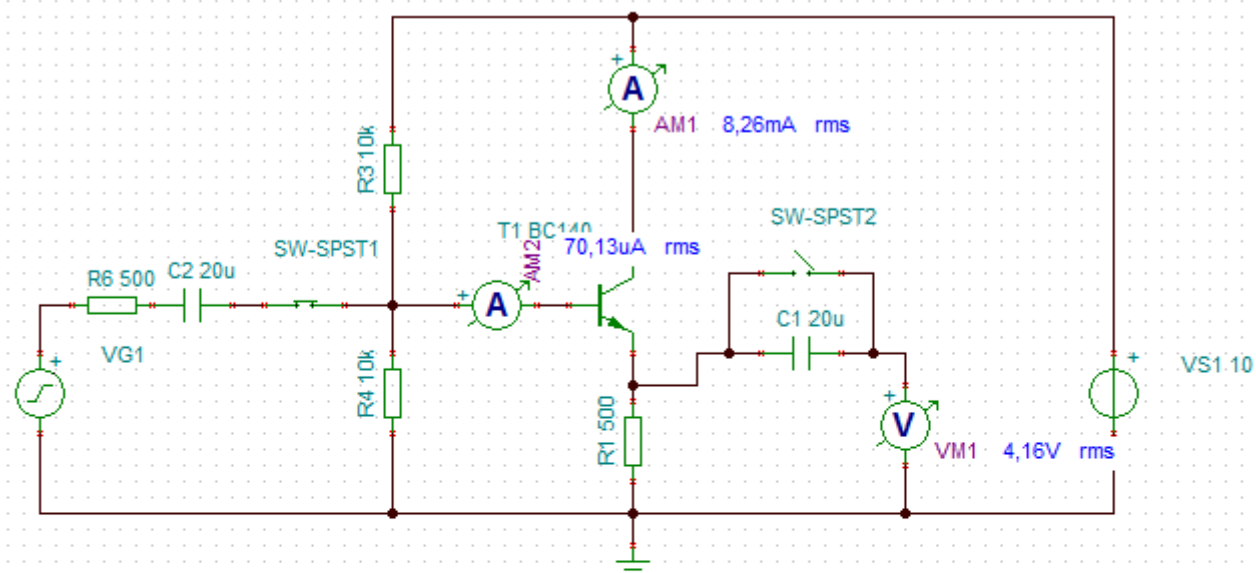 A
AM1 8,26mA rms
R3 10k
T1 BC140
SW-SPST2
SW-SPST1
AM2
70,13uA rms
R6 500
C2 20u
A
C1 20u
VG1
VS1 10
R4 10k
R1 500
V
VM1 4,16V rms